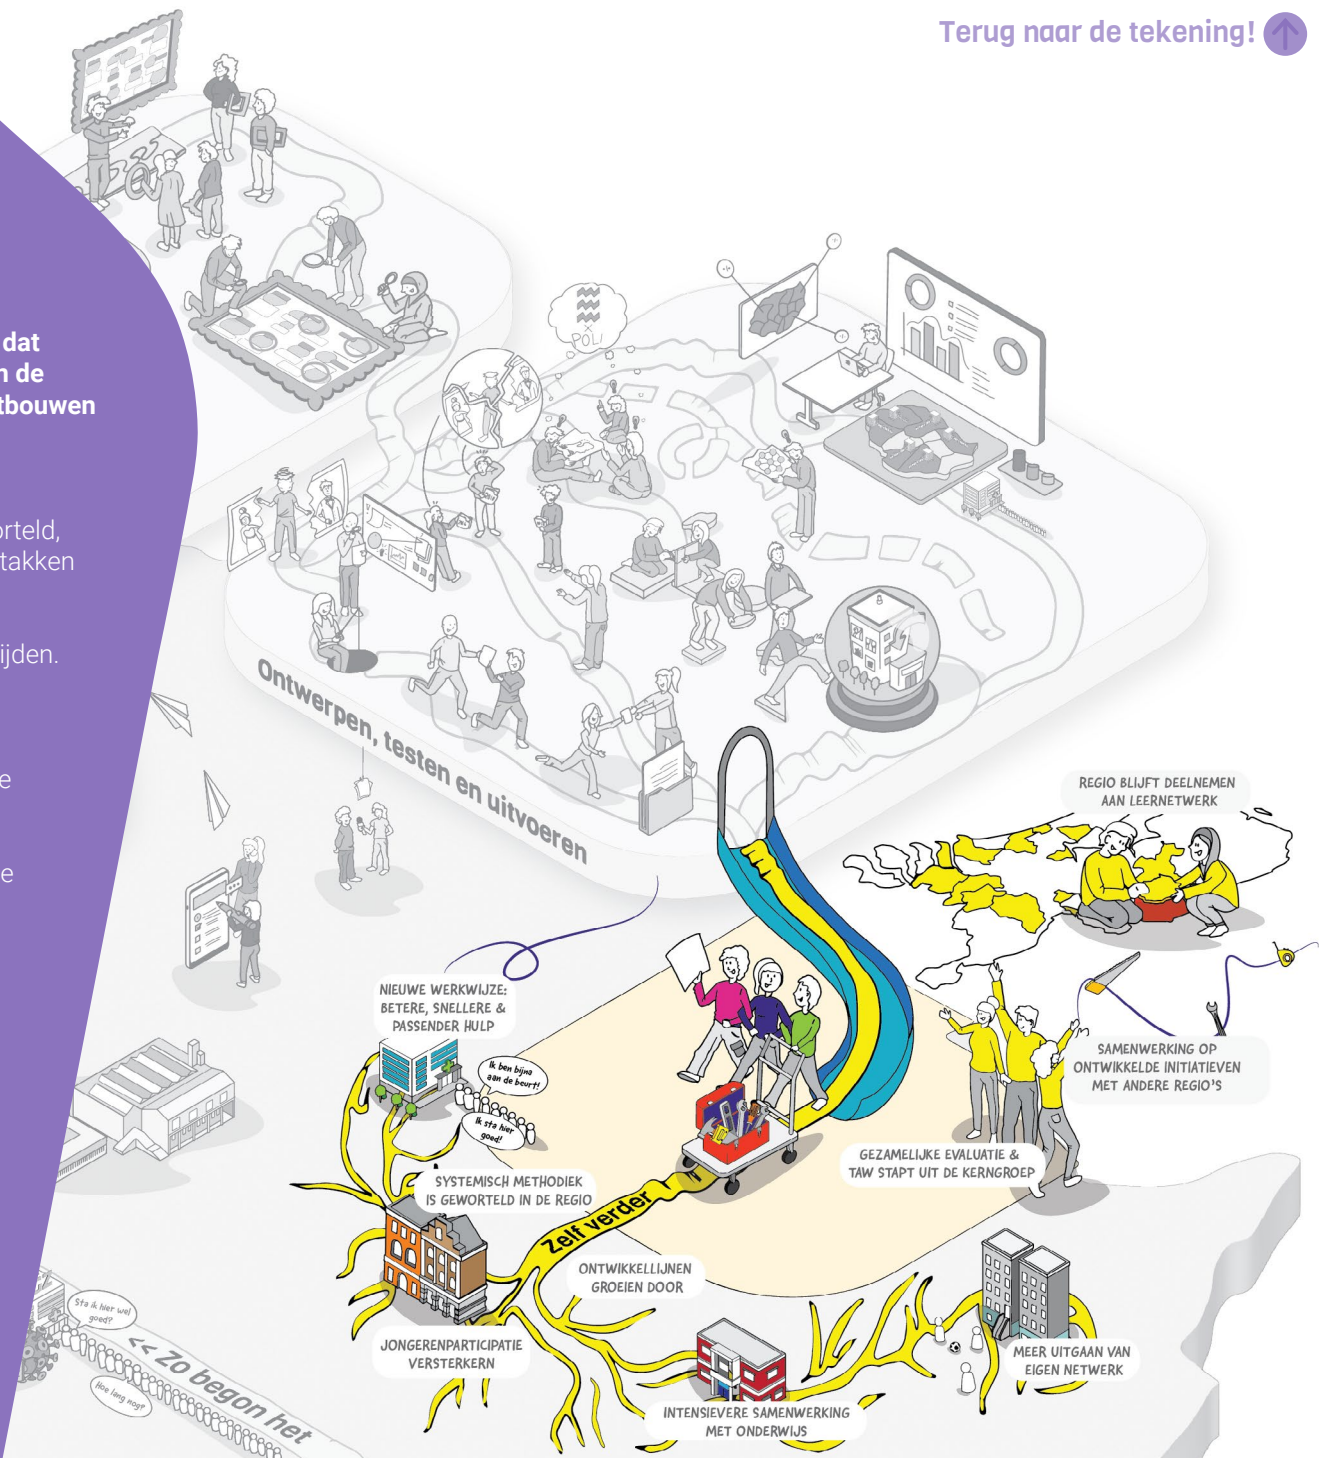 Terug naar de tekening!
dat
n de
tbouwen
orteld,
takken
ijden.
e
e
POLI
Ontwerpen, testen en uitvoeren
REGIO BLIJFT DEELNEMEN
AAN LEERNETWERK
NIEUWE WERKWIJZE:
BETERE, SNELLERE &
PASSENDER HULP
Ik ben bijna
aan de beurt!
Ik sta hier
goed!
SAMENWERKING OP
ONTWIKKELDE INITIATIEVEN
MET ANDERE REGIO'S
GEZAMELIJKE EVALUATIE &
TAW STAPT UIT DE KERNGROEP
SYSTEMISCH METHODIEK
IS GEWORTELD IN DE REGIO
Zelf verder
ONTWIKKELLIJNEN
GROEIEN DOOR
JONGERENPARTICIPATIE
VERSTERKERN
MEER UITGAAN VAN
EIGEN NETWERK
INTENSIEVERE SAMENWERKING
MET ONDERWIJS
Sta ik hier wel
goed?
Hoe lang nog?
<< Zo begon het